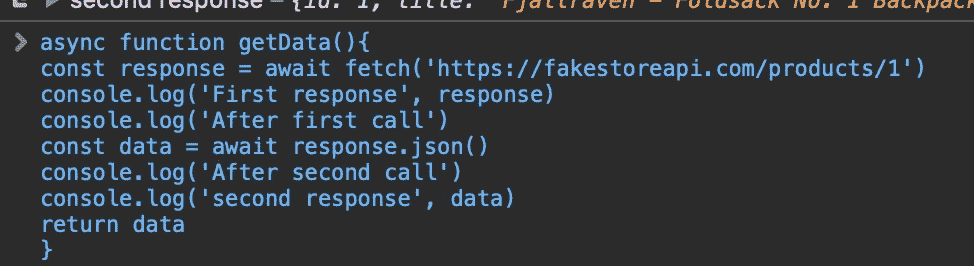 second response – {id: 1, title: "Fjallraven – Foldsack No. 1 Backpack
async function getData(){
const response = await fetch('https://fakestoreapi.com/products/1')
console.log('First response', response)
console.log('After first call')
const data = await response.json()
console.log('After second call')
console.log('second response', data)
return data
}